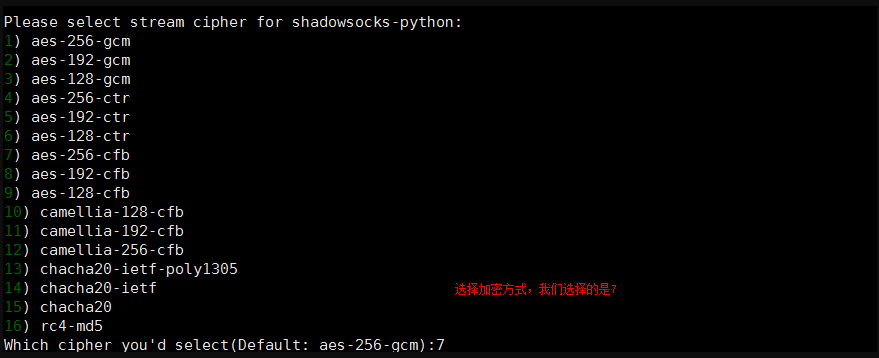 Please select stream cipher for shadowsocks-python:
1) aes-256-gcm
2) aes-192-gcm
3) aes-128-gcm
4) aes-256-ctr
5) aes-192-ctr
6) aes-128-ctr
7) aes-256-cfb
8) aes-192-cfb
9) aes-128-cfb
10) camellia-128-cfb
11) camellia-192-cfb
12) camellia-256-cfb
13) chacha20-ietf-poly1305
14) chacha20-ietf
选择加密方式，我们选择的是？
15) chacha20
16) rc4-md5
Which cipher you'd select(Default: aes-256-gcm):7